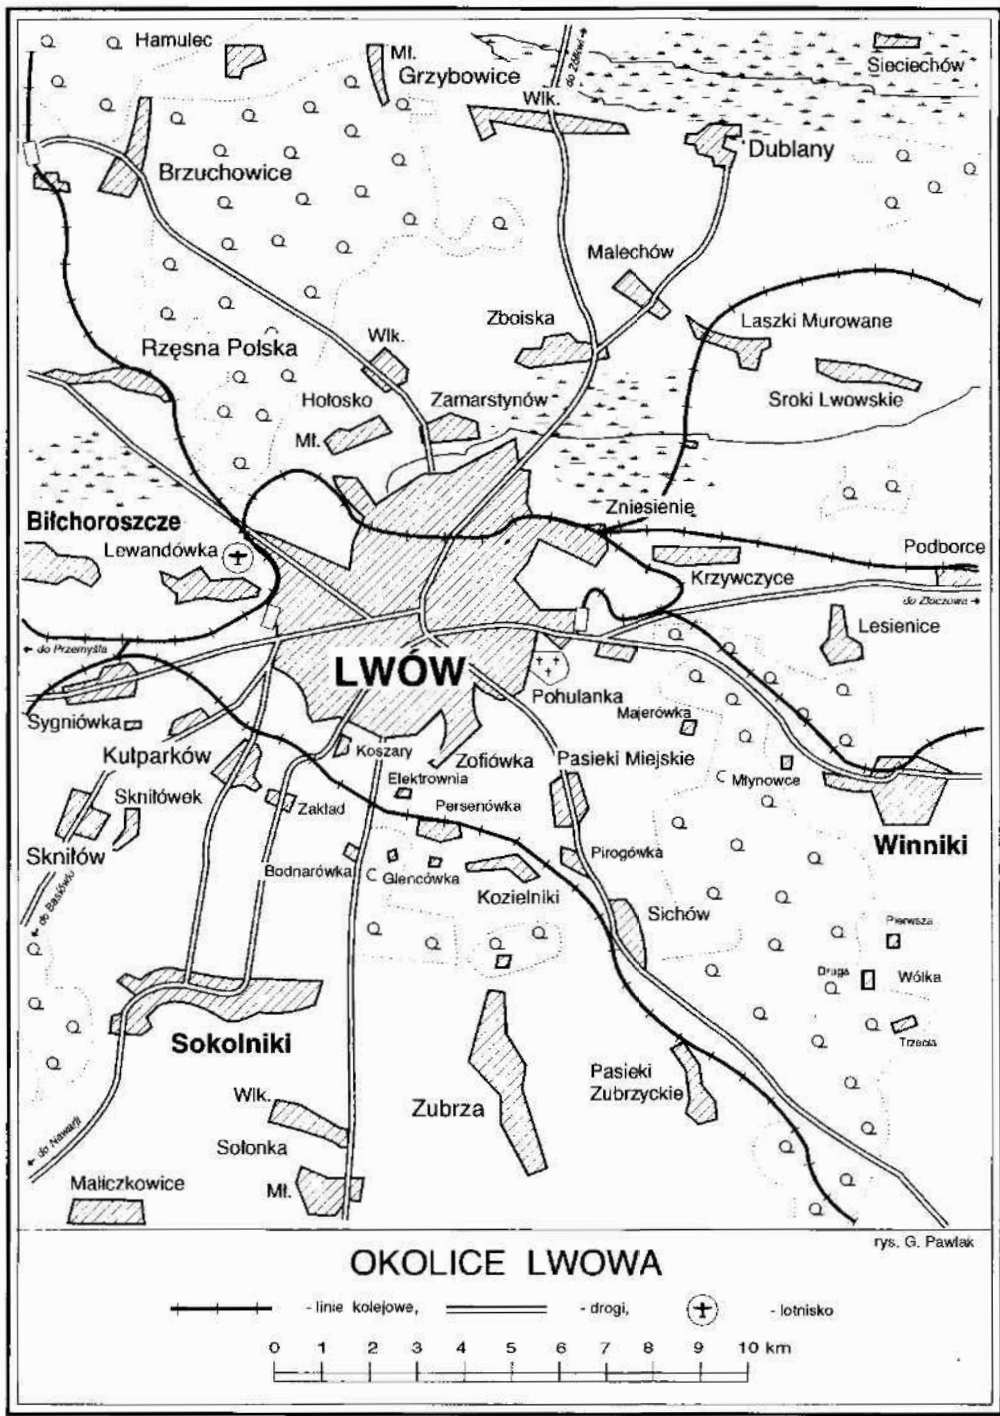 Hamulec
Mł.
Grzybowice
Wlk.
do Żółkwi →
Sieciechów
Brzuchowice
Dublany
Malechów
Zboiska
Laszki Murowane
Rzęsna Polska
Wlk.
Hołosko
Mł.
Zamarstynów
Sroki Lwowskie
Zniesienie
Biłchoroszcze
Lewandówka
Krzywczyce
Podborce
do Złoczowa →
Lesienice
← do Przemyśla
LWÓW
Pohulanka
Majerówka
Sygniówka
Kulparków
Koszary
Zofiówka
Pasieki Miejskie
Elektrownia
Młynowce
Skniłówek
Zakład
Persenówka
Winniki
Skniłów
Bodnarówka
Glencówka
Pirogówka
Kozielniki
← do Basiówki
Sichów
Pierwsza
Druga
Wólka
Trzecia
Sokolniki
Pasieki
Zubrzyckie
Wlk.
Zubrza
Sołonka
← do Nawarii
Mł.
Maliczkowice
rys. G. Pawlak
OKOLICE LWOWA
- linie kolejowe,
- drogi,
- lotnisko
0 1 2 3 4 5 6 7 8 9 10 km